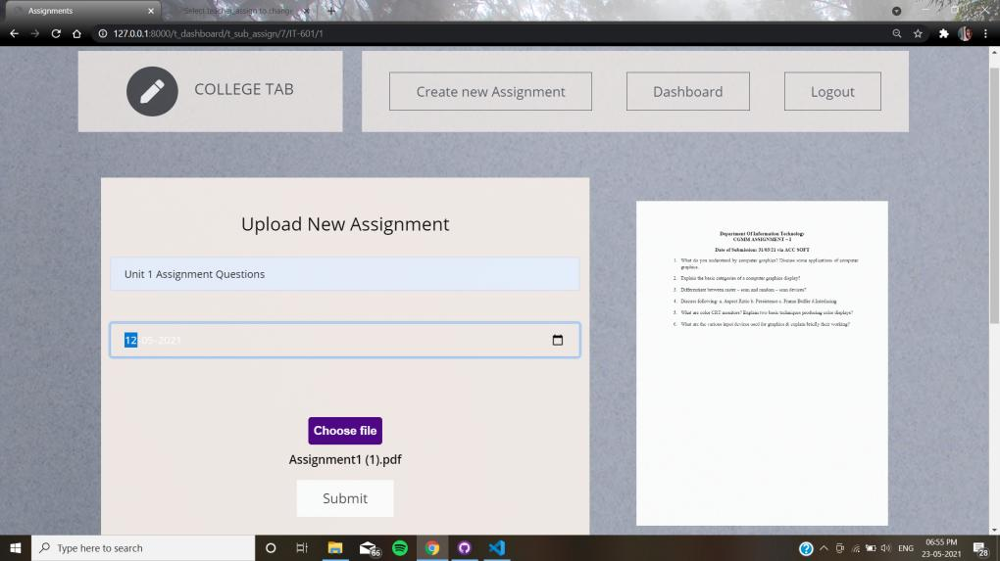 Assignments
Select teacher_assign to change
127.0.0.1:8000/t_dashboard/t_sub_assign/7/IT-601/1
COLLEGE TAB
Create new Assignment
Dashboard
Logout
Upload New Assignment
Unit 1 Assignment Questions
12-05-2021
Choose file
Assignment1 (1).pdf
Submit
Department Of Information Technology
CGMM ASSIGNMENT – 1
Date of Submission: 31/05/21 via ACC SOFT
1. What do you understand by computer graphics? Discuss some applications of computer
graphics.
2. Explain the basic categories of a computer graphics display?
3. Differentiate between raster – scan and random – scan devices?
4. Discuss following: a. Aspect Ratio b. Persistence c. Frame Buffer d.Interlacing
5. What are color CRT monitors? Explain two basic techniques producing color displays?
6. What are the various input devices used for graphics & explain briefly their working?
Type here to search
66
ENG
06:55 PM
23-05-2021
28